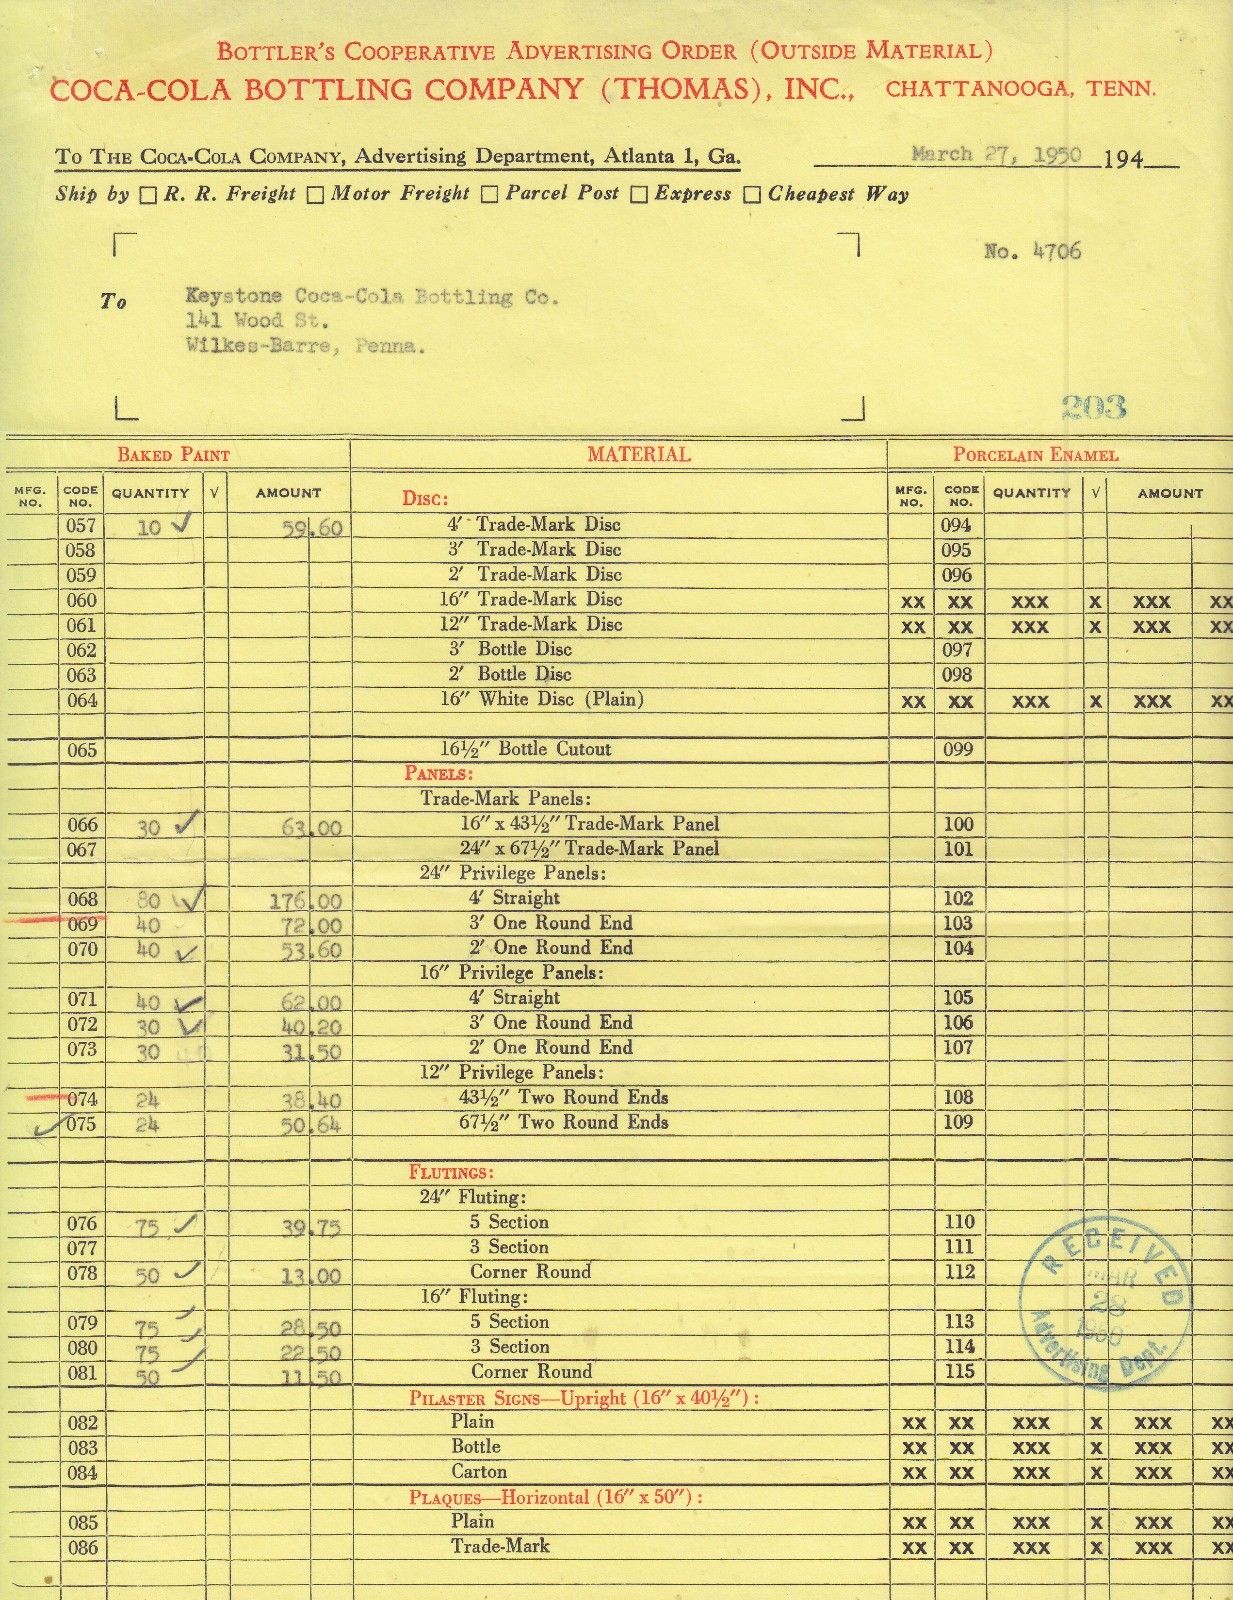 BOTTLER'S COOPERATIVE ADVERTISING ORDER (OUTSIDE MATERIAL)
COCA-COLA BOTTLING COMPANY (THOMAS), INC., CHATTANOOGA, TENN.
TO THE COCA-COLA COMPANY, Advertising Department, Atlanta 1, Ga. March 27, 1950 194
Ship by □ R. R. Freight □ Motor Freight □ Parcel Post □ Express □ Cheapest Way
No. 4706
To Keystone Coca-Cola Bottling Co.
141 Wood St.
Wilkes-Barre, Penna.
203
BAKED PAINT MATERIAL PORCELAIN ENAMEL
MFG. NO. CODE NO. QUANTITY √ AMOUNT DISC: MFG. NO. CODE NO. QUANTITY √ AMOUNT
057 10 ✓ 59.60 4' Trade-Mark Disc 094
058 3' Trade-Mark Disc 095
059 2' Trade-Mark Disc 096
060 16" Trade-Mark Disc XX XX XXX X XXX XX
061 12" Trade-Mark Disc XX XX XXX X XXX XX
062 3' Bottle Disc 097
063 2' Bottle Disc 098
064 16" White Disc (Plain) XX XX XXX X XXX XX
065 16½" Bottle Cutout 099
PANELS:
Trade-Mark Panels:
066 30 ✓ 63.00 16" x 43½" Trade-Mark Panel 100
067 24" x 67½" Trade-Mark Panel 101
24" Privilege Panels:
068 80 ✓ 176.00 4' Straight 102
069 40 72.00 3' One Round End 103
070 40 ✓ 53.60 2' One Round End 104
16" Privilege Panels:
071 40 ✓ 62.00 4' Straight 105
072 30 ✓ 40.20 3' One Round End 106
073 30 31.50 2' One Round End 107
12" Privilege Panels:
074 24 38.40 43½" Two Round Ends 108
✓ 075 24 50.64 67½" Two Round Ends 109
FLUTINGS:
24" Fluting:
076 75 ✓ 39.75 5 Section 110
077 3 Section 111
078 50 ✓ 13.00 Corner Round 112
16" Fluting:
079 75 ✓ 28.50 5 Section 113
080 75 ✓ 22.50 3 Section 114
081 50 ✓ 11.50 Corner Round 115
RECEIVED
MAR
28
1950
Advertising Dept.
PILASTER SIGNS—Upright (16" x 40½"):
082 Plain XX XX XXX X XXX XX
083 Bottle XX XX XXX X XXX XX
084 Carton XX XX XXX X XXX XX
PLAQUES—Horizontal (16" x 50"):
085 Plain XX XX XXX X XXX XX
086 Trade-Mark XX XX XXX X XXX XX